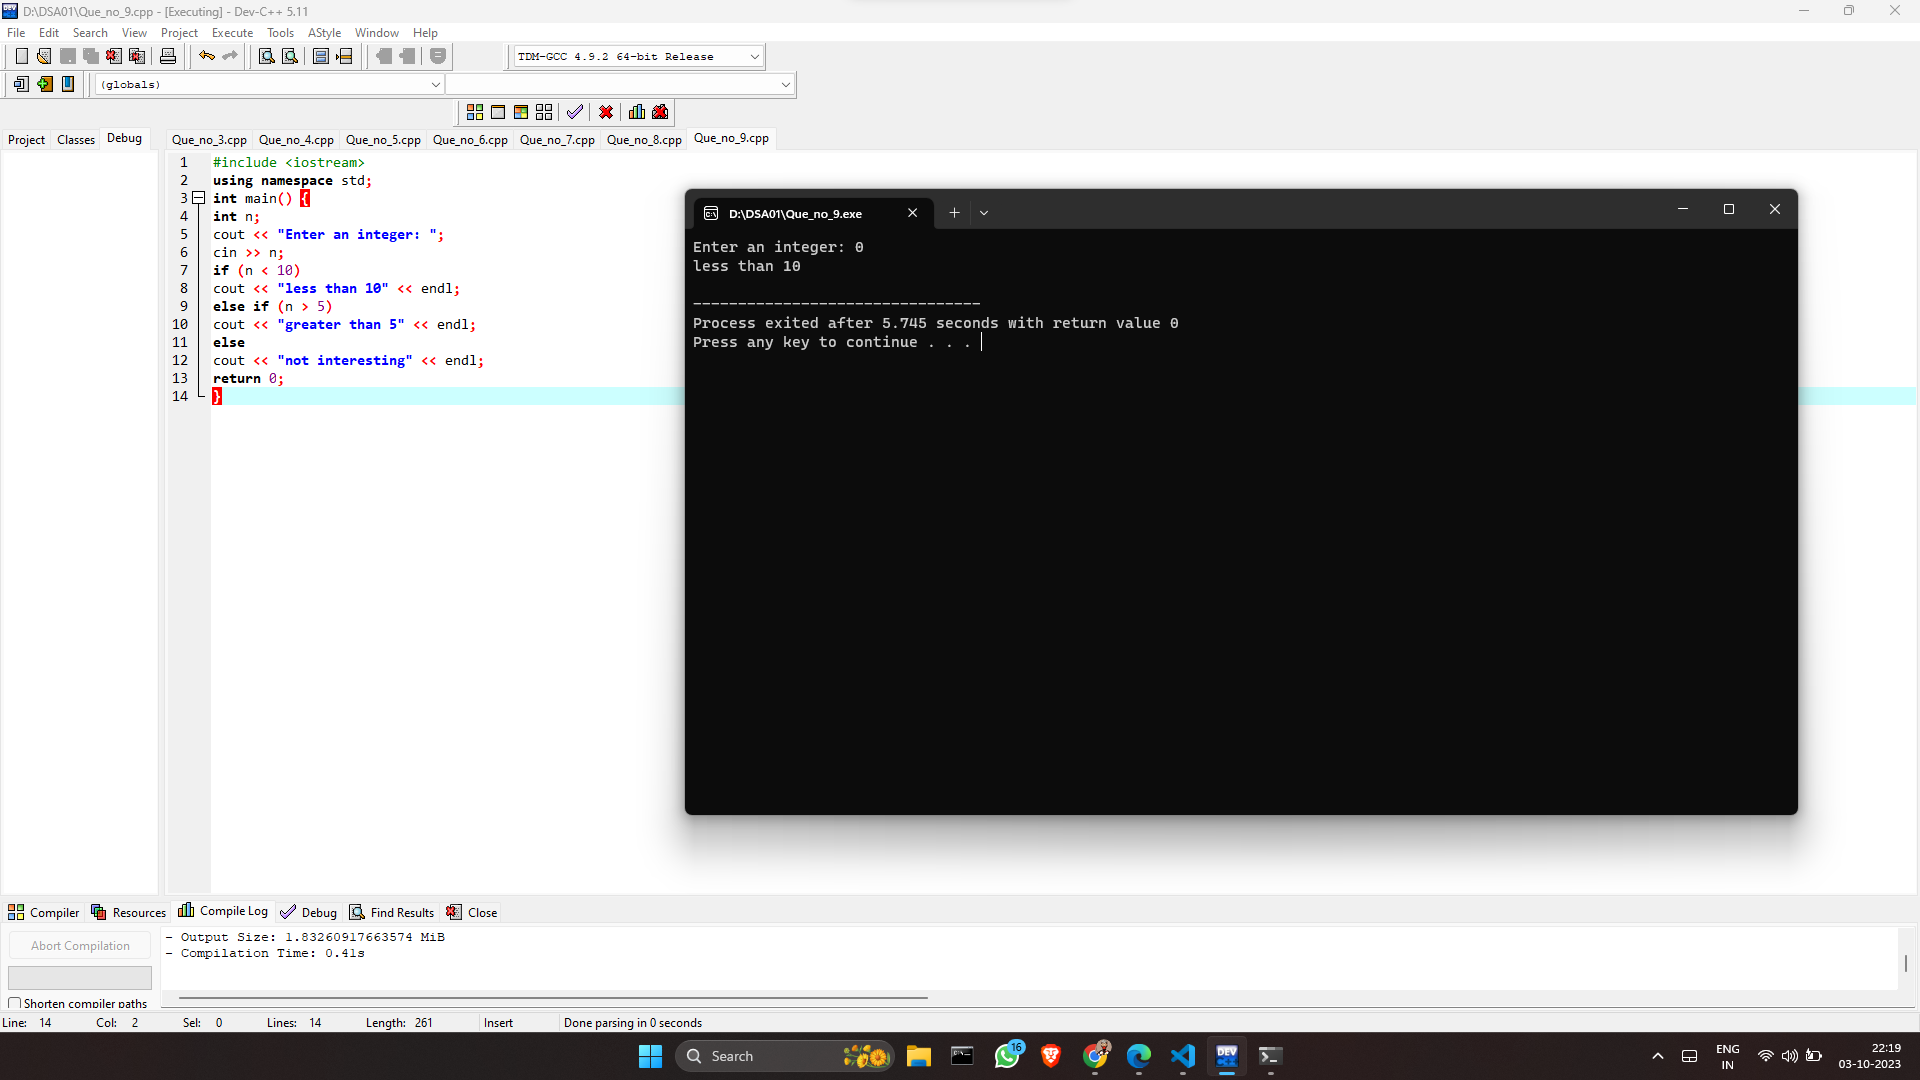 D:\DSA01\Que_no_9.cpp - [Executing] - Dev-C++ 5.11
File Edit Search View Project Execute Tools AStyle Window Help
TDM-GCC 4.9.2 64-bit Release
(globals)
Project Classes Debug
Que_no_3.cpp Que_no_4.cpp Que_no_5.cpp Que_no_6.cpp Que_no_7.cpp Que_no_8.cpp Que_no_9.cpp
1 #include <iostream>
2 using namespace std;
3 int main() {
4 int n;
5 cout << "Enter an integer: ";
6 cin >> n;
7 if (n < 10)
8 cout << "less than 10" << endl;
9 else if (n > 5)
10 cout << "greater than 5" << endl;
11 else
12 cout << "not interesting" << endl;
13 return 0;
14 }
D:\DSA01\Que_no_9.exe
Enter an integer: 0
less than 10
--------------------------------
Process exited after 5.745 seconds with return value 0
Press any key to continue . . .
Compiler Resources Compile Log Debug Find Results Close
Abort Compilation
Shorten compiler paths
- Output Size: 1.83260917663574 MiB
- Compilation Time: 0.41s
Line: 14 Col: 2 Sel: 0 Lines: 14 Length: 261 Insert Done parsing in 0 seconds
Search
16
DEV
ENG
IN
22:19
03-10-2023